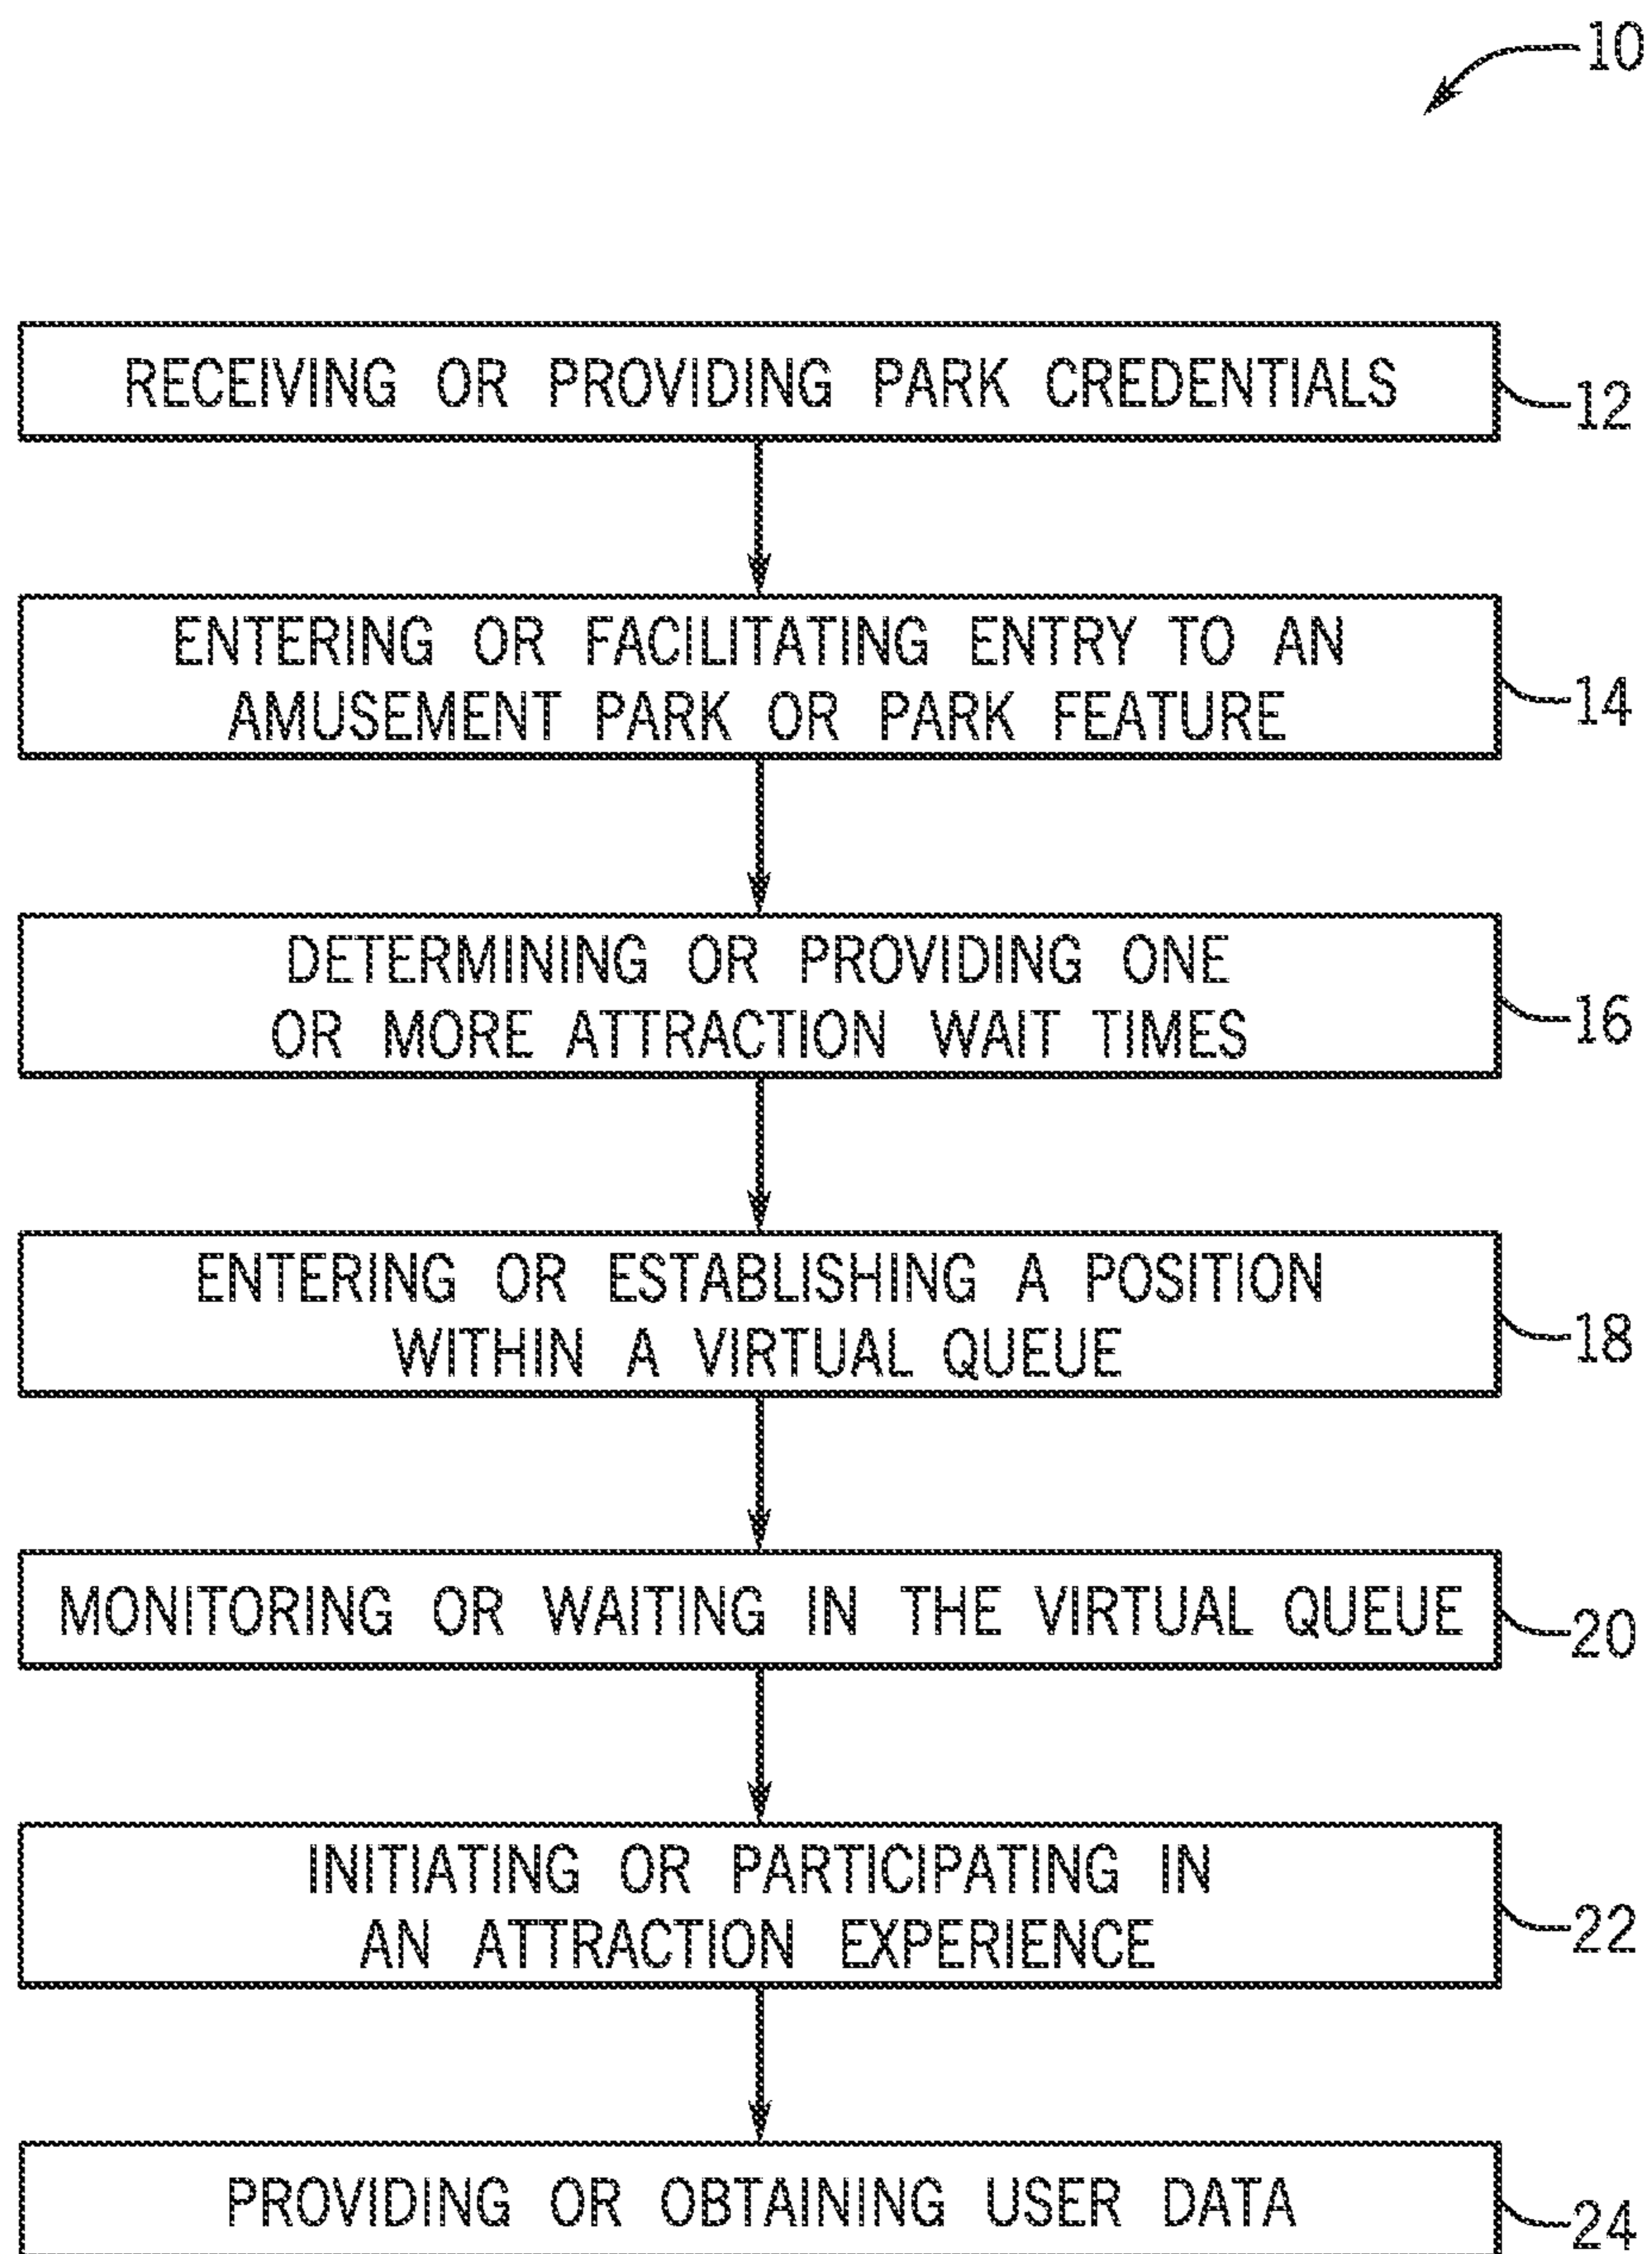 10
RECEIVING OR PROVIDING PARK CREDENTIALS
12
ENTERING OR FACILITATING ENTRY TO AN
AMUSEMENT PARK OR PARK FEATURE
14
DETERMINING OR PROVIDING ONE
OR MORE ATTRACTION WAIT TIMES
16
ENTERING OR ESTABLISHING A POSITION
WITHIN A VIRTUAL QUEUE
18
MONITORING OR WAITING IN THE VIRTUAL QUEUE
20
INITIATING OR PARTICIPATING IN
AN ATTRACTION EXPERIENCE
22
PROVIDING OR OBTAINING USER DATA
24